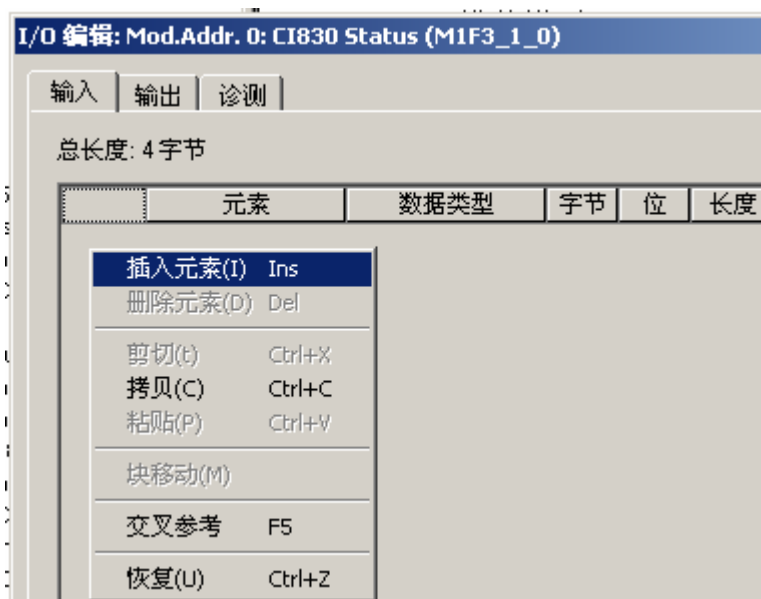 I/O 编辑: Mod.Addr. 0: CI830 Status (M1F3_1_0)
输入 输出 诊测
总长度: 4 字节
元素 数据类型 字节 位 长度
插入元素(I) Ins
删除元素(D) Del
剪切(t) Ctrl+X
拷贝(C) Ctrl+C
粘贴(P) Ctrl+V
块移动(M)
交叉参考 F5
恢复(U) Ctrl+Z